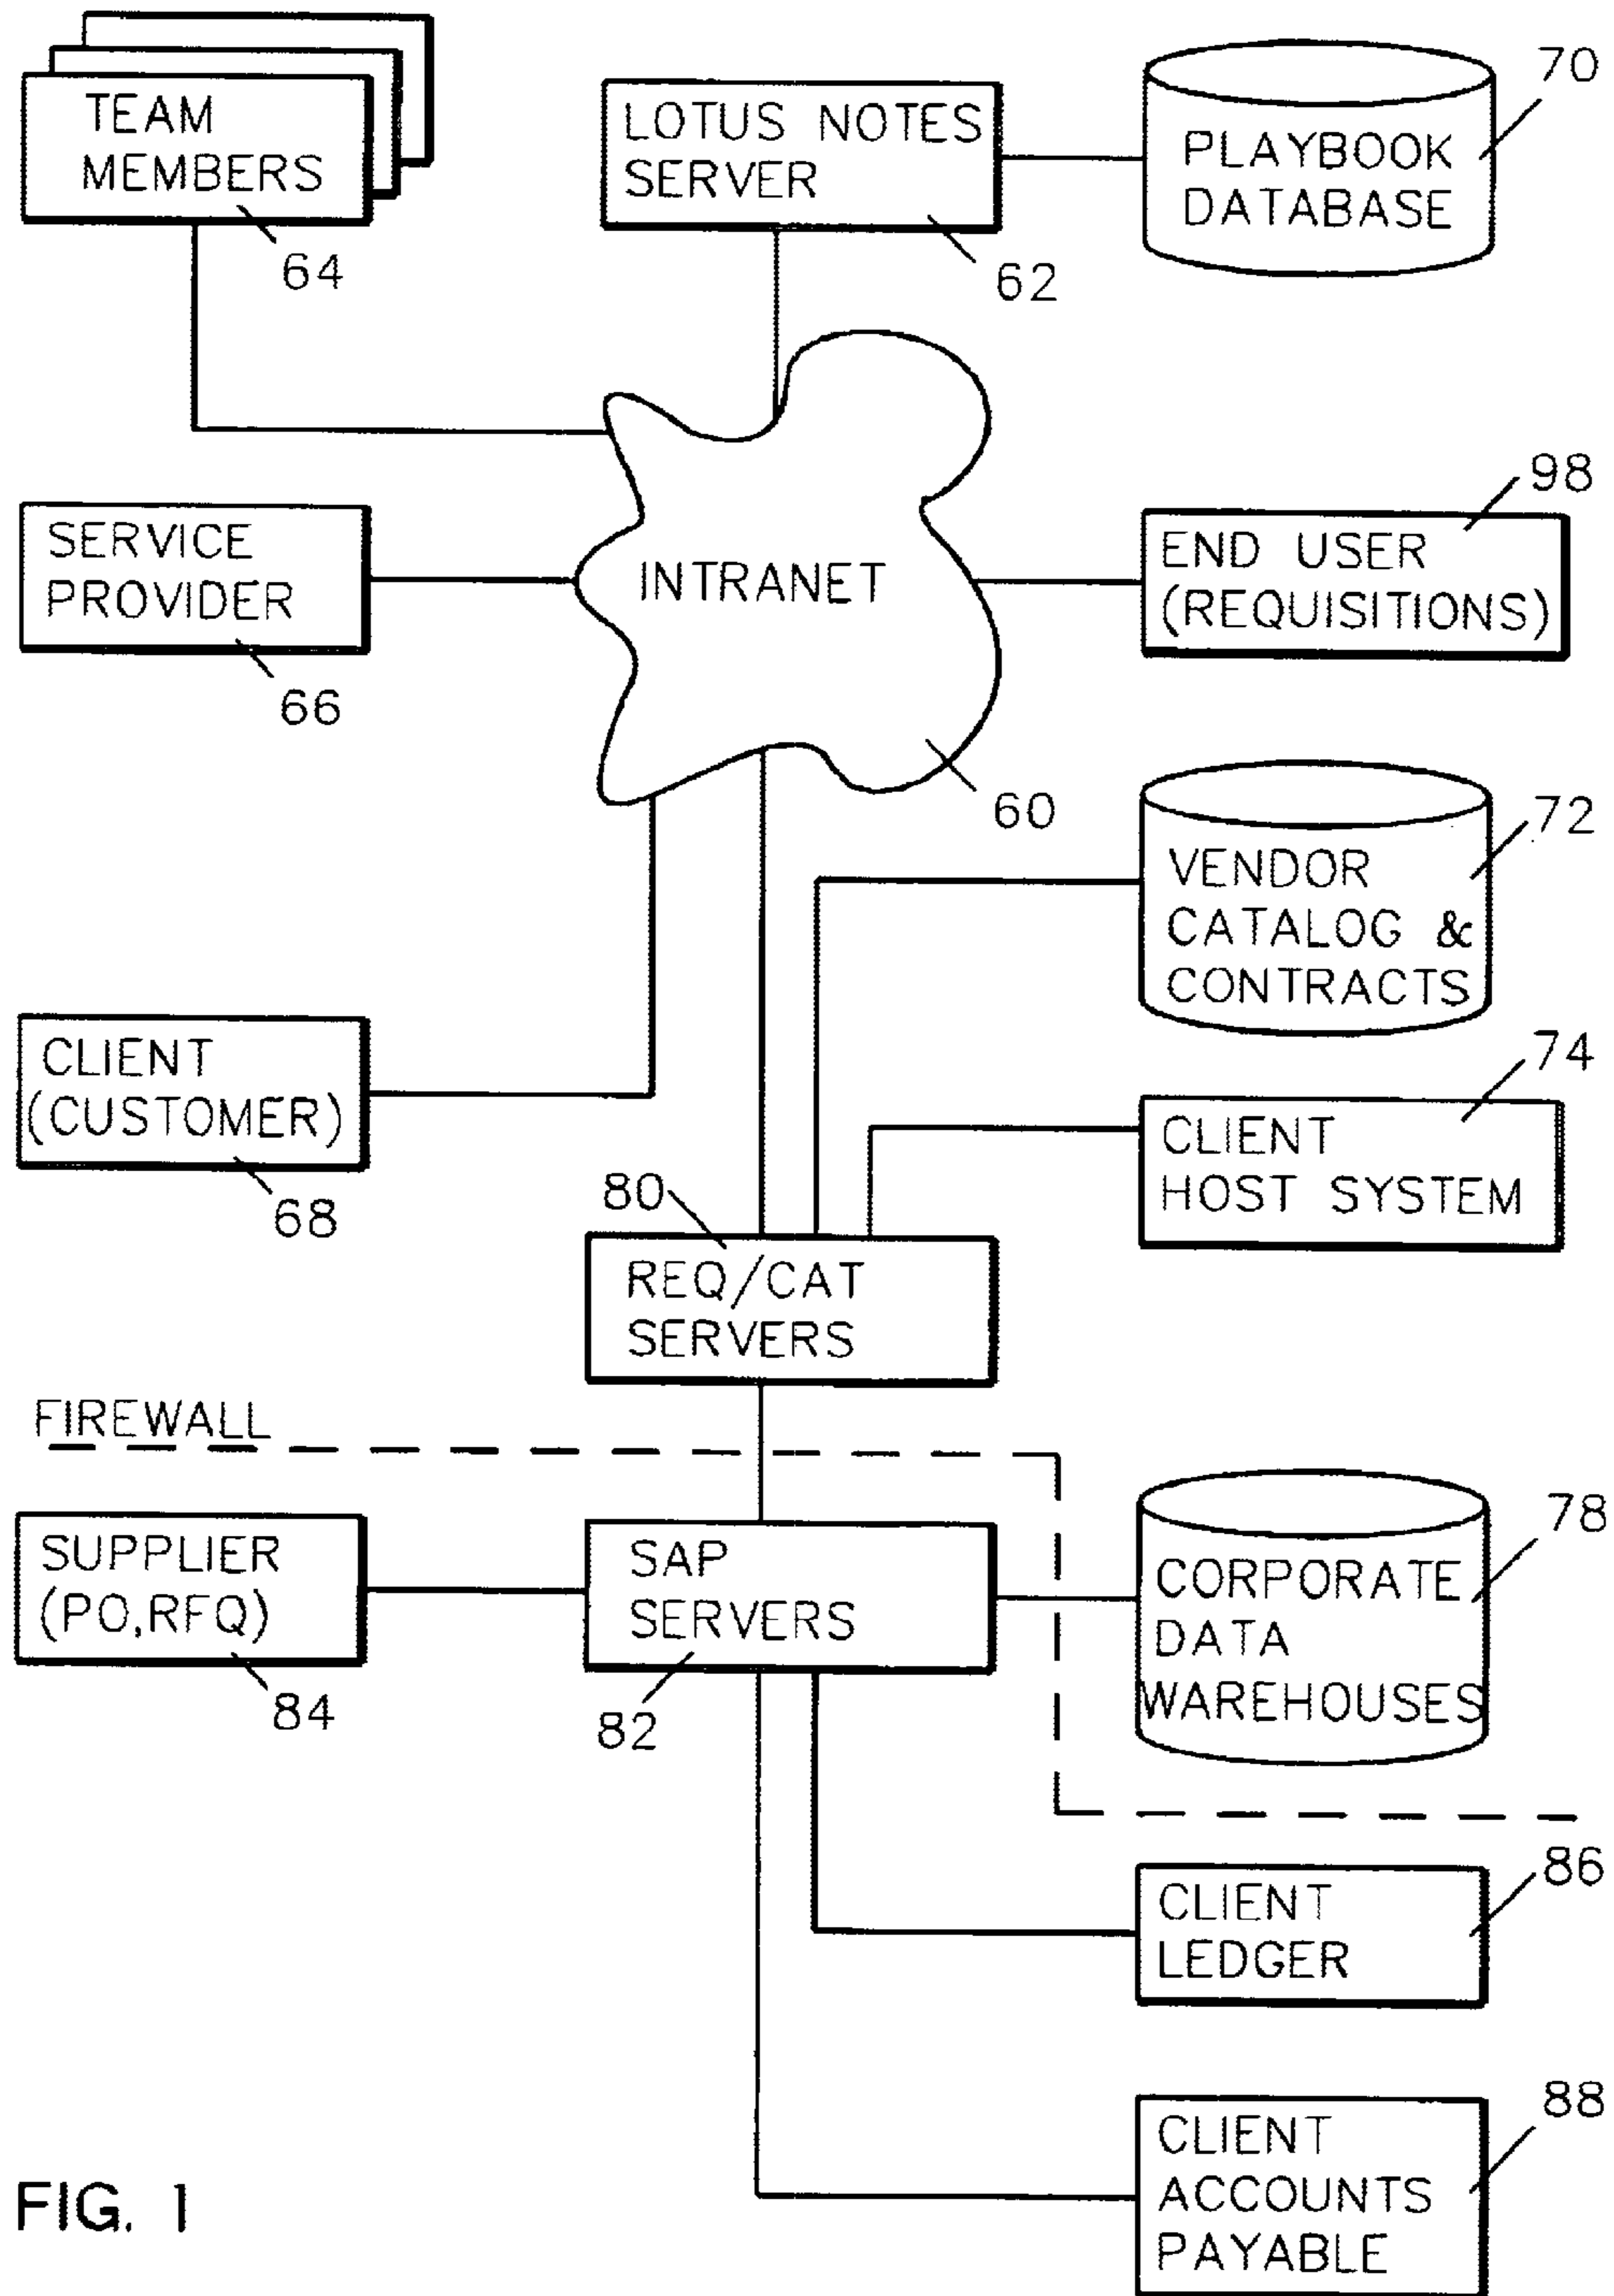 TEAM
MEMBERS
64
LOTUS NOTES
SERVER
62
PLAYBOOK
DATABASE
70
SERVICE
PROVIDER
66
INTRANET
60
END USER
(REQUISITIONS)
98
VENDOR
CATALOG &
CONTRACTS
72
CLIENT
(CUSTOMER)
68
CLIENT
HOST SYSTEM
74
80
REQ/CAT
SERVERS
FIREWALL
SUPPLIER
(PO,RFQ)
84
SAP
SERVERS
82
CORPORATE
DATA
WAREHOUSES
78
CLIENT
LEDGER
86
CLIENT
ACCOUNTS
PAYABLE
88
FIG. 1